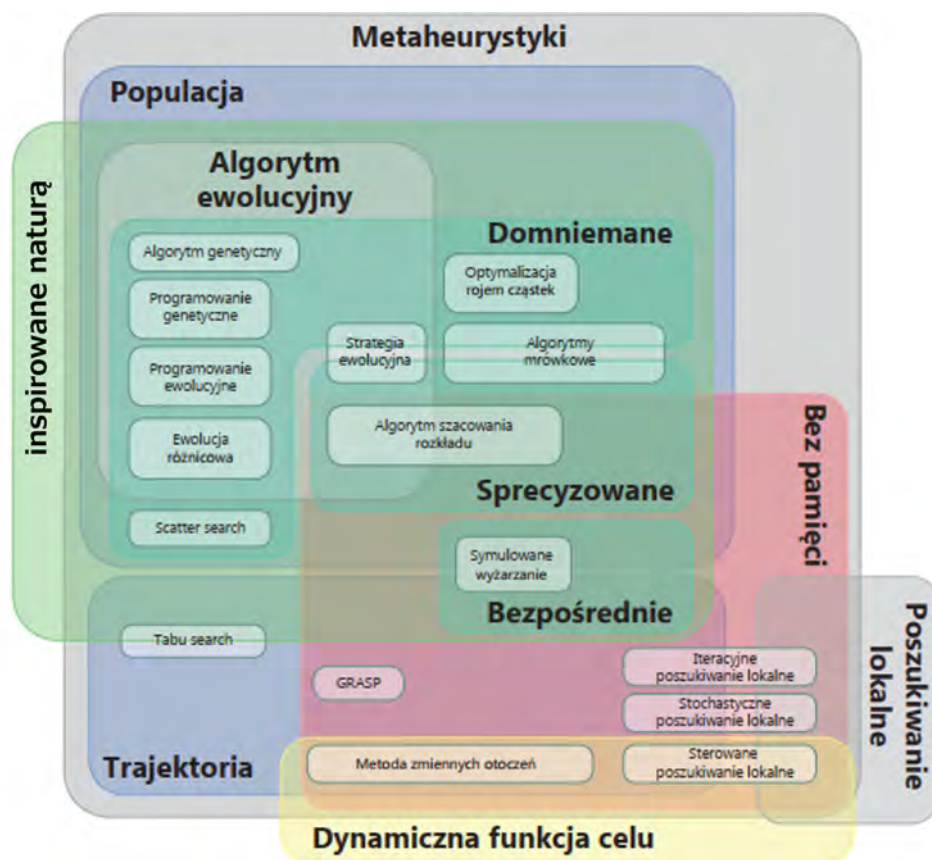 Metaheurystyki
Populacja
inspirowane naturą
Algorytm
ewolucyjny
Domniemane
Algorytm genetyczny
Optymalizacja
rojem cząstek
Programowanie
genetyczne
Strategia
ewolucyjna
Algorytmy
mrówkowe
Programowanie
ewolucyjne
Bez pamięci
Algorytm szacowania
rozkładu
Ewolucja
różnicowa
Sprecyzowane
Scatter search
Symulowane
wyżarzanie
Bezpośrednie
Poszukiwanie
lokalne
Tabu search
Iteracyjne
poszukiwanie lokalne
GRASP
Stochastyczne
poszukiwanie lokalne
Trajektoria
Metoda zmiennych otoczeń
Sterowane
poszukiwanie lokalne
Dynamiczna funkcja celu